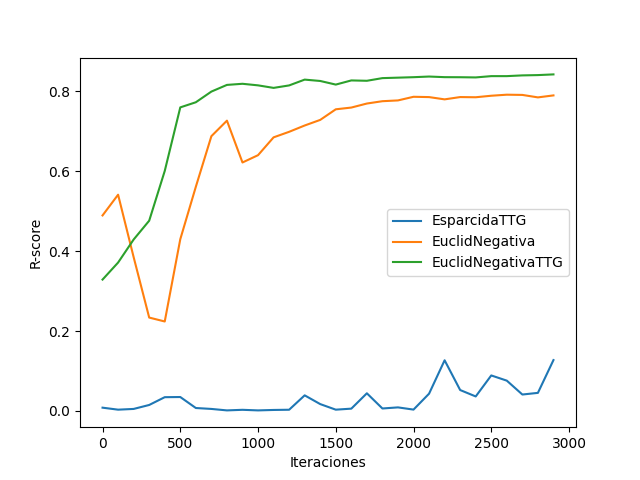 0.8
0.6
0.4
0.2
0.0
R-score
EsparcidaTTG
EuclidNegativa
EuclidNegativaTTG
0 500 1000 1500 2000 2500 3000
Iteraciones